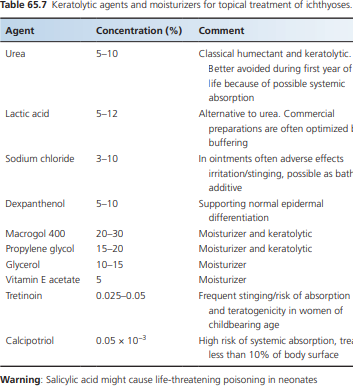 Table 65.7 Keratolytic agents and moisturizers for topical treatment of ichthyoses.
Agent Concentration (%) Comment
Urea 5–10 Classical humectant and keratolytic.
Better avoided during first year of
life because of possible systemic
absorption
Lactic acid 5–12 Alternative to urea. Commercial
preparations are often optimized b
buffering
Sodium chloride 3–10 In ointments often adverse effects
irritation/stinging, possible as bath
additive
Dexpanthenol 5–10 Supporting normal epidermal
differentiation
Macrogol 400 20–30 Moisturizer and keratolytic
Propylene glycol 15–20 Moisturizer and keratolytic
Glycerol 10–15 Moisturizer
Vitamin E acetate 5 Moisturizer
Tretinoin 0.025–0.05 Frequent stinging/risk of absorption
and teratogenicity in women of
childbearing age
Calcipotriol 0.05 × 10⁻³ High risk of systemic absorption, trea
less than 10% of body surface
Warning: Salicylic acid might cause life-threatening poisoning in neonates